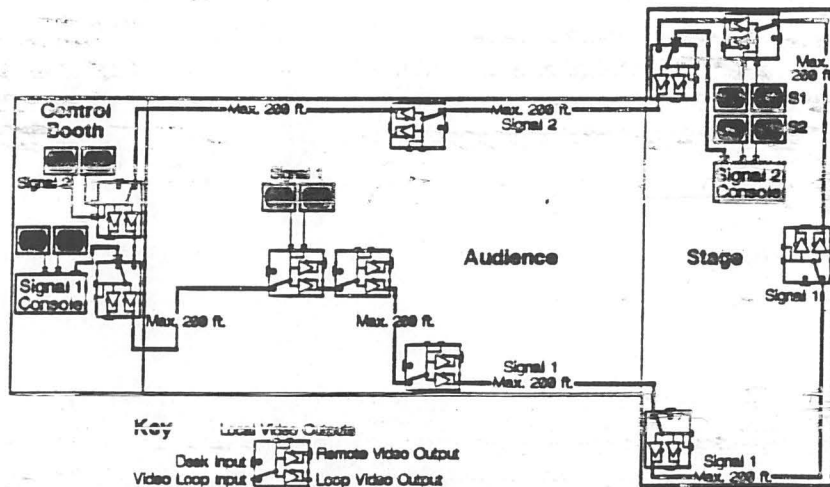 Control
Booth
Signal 2
Signal 1
Console
Max. 200 ft.
Max. 200 ft.
Signal 2
Signal 1
Audience
Max. 200 ft.
Max. 200 ft.
Signal 1
Max. 200 ft.
Max.
200 ft.
S1
S2
Signal 2
Console
Stage
Signal 1
Signal 1
Max. 200 ft.
Key
Local Video Outputs
Desk Input
Remote Video Output
Video Loop Input
Loop Video Output